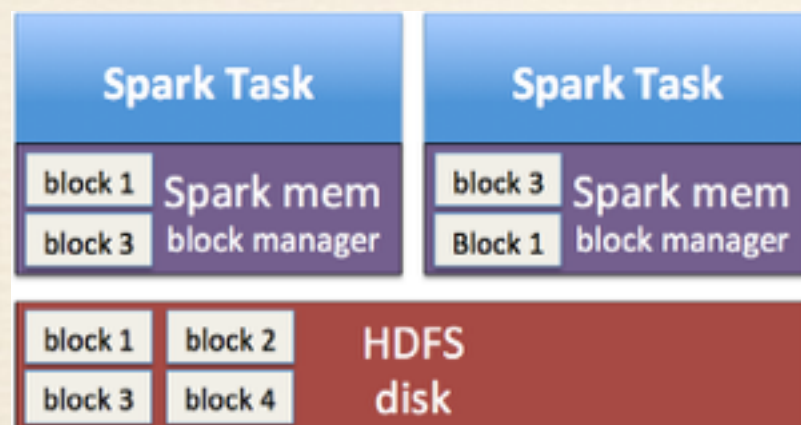 Spark Task
Spark Task
block 1
Spark mem
block 3
block manager
block 3
Spark mem
Block 1
block manager
block 1
block 2
HDFS
block 3
block 4
disk